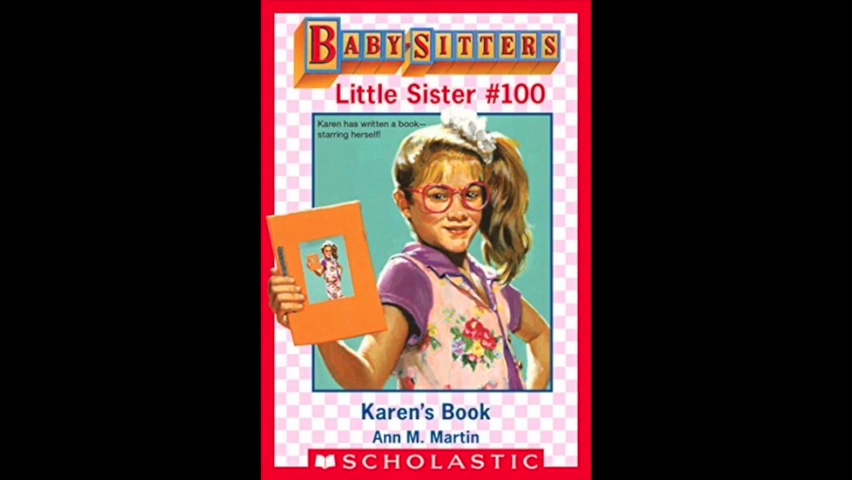 BABY-SITTERS
Little Sister #100
Karen has written a book—
starring herself!
Karen's Book
Ann M. Martin
SCHOLASTIC